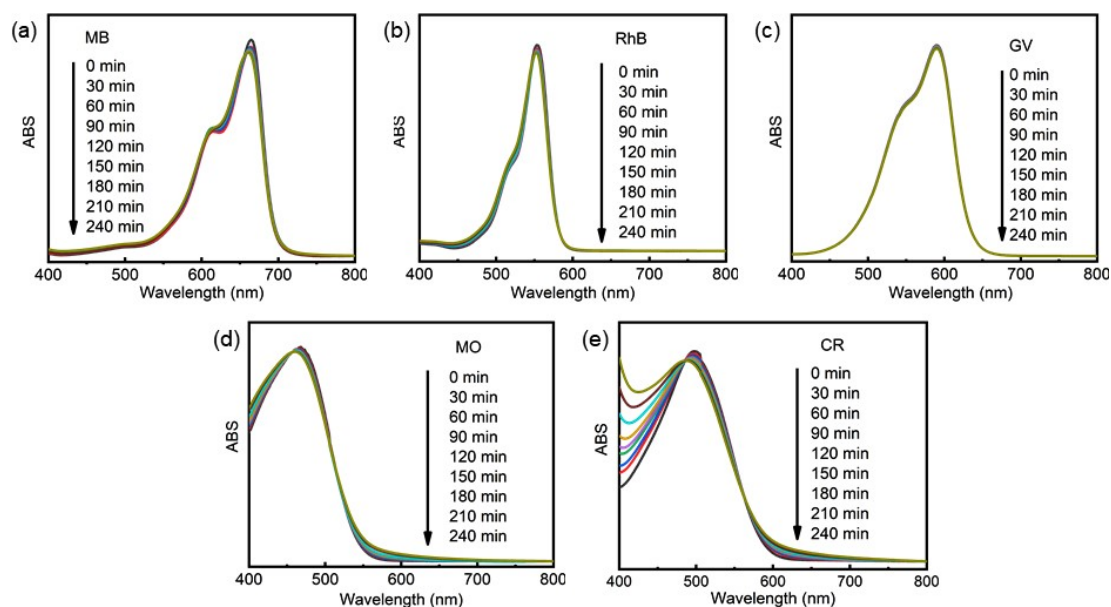 (a)
MB
0 min
30 min
60 min
90 min
120 min
150 min
180 min
210 min
240 min
ABS
400 500 600 700 800
Wavelength (nm)
(b)
RhB
0 min
30 min
60 min
90 min
120 min
150 min
180 min
210 min
240 min
ABS
400 500 600 700 800
Wavelength (nm)
(c)
GV
0 min
30 min
60 min
90 min
120 min
150 min
180 min
210 min
240 min
ABS
400 500 600 700 800
Wavelength (nm)
(d)
MO
0 min
30 min
60 min
90 min
120 min
150 min
180 min
210 min
240 min
ABS
400 500 600 700 800
Wavelength (nm)
(e)
CR
0 min
30 min
60 min
90 min
120 min
150 min
180 min
210 min
240 min
ABS
400 500 600 700 800
Wavelength (nm)